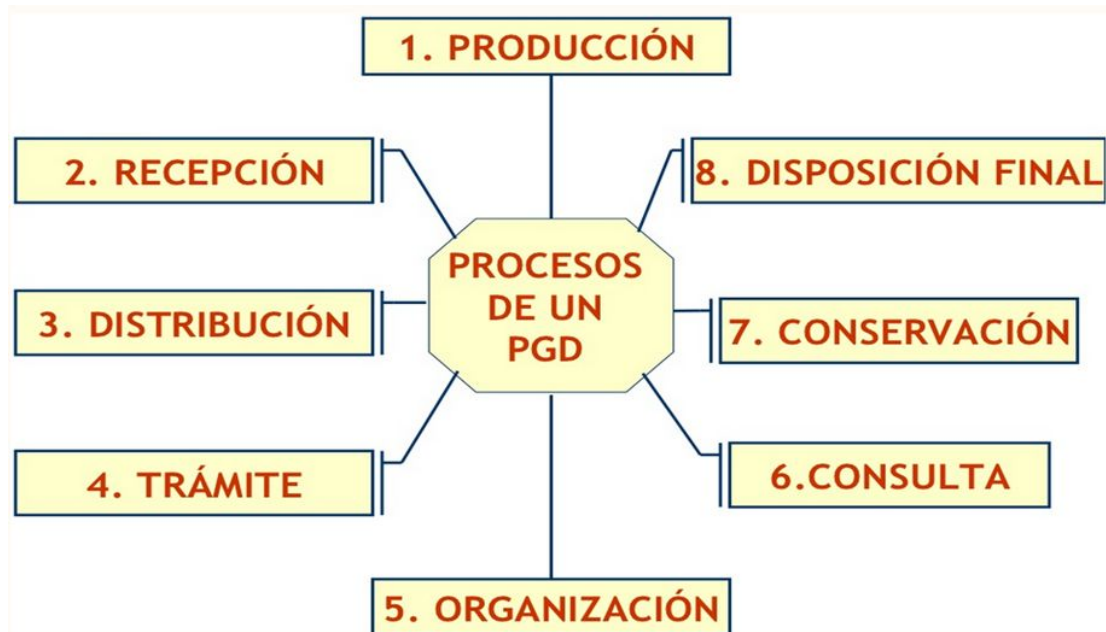 1. PRODUCCIÓN
2. RECEPCIÓN
8. DISPOSICIÓN FINAL
PROCESOS
DE UN
PGD
3. DISTRIBUCIÓN
7. CONSERVACIÓN
4. TRÁMITE
6.CONSULTA
5. ORGANIZACIÓN